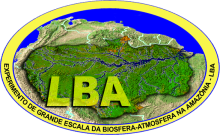 LBA
EXPERIMENTO DE GRANDE ESCALA DA BIOSFERA-ATMOSFERA NA AMAZÔNIA - LBA